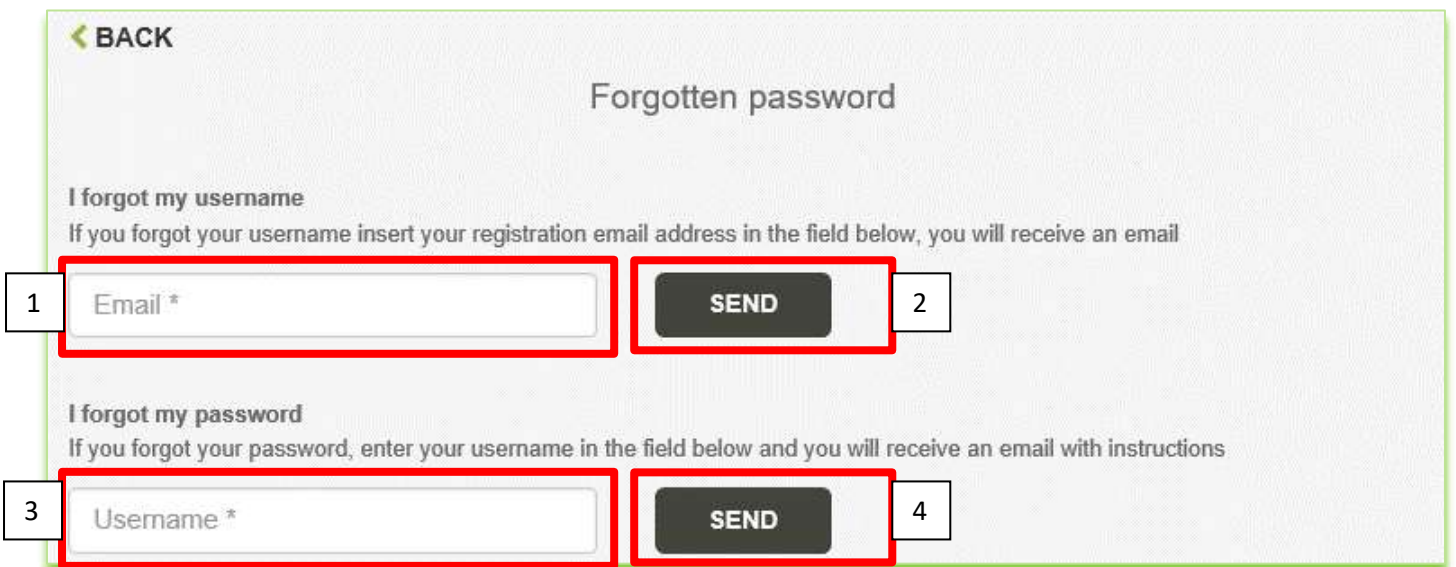 BACK
Forgotten password
I forgot my username
If you forgot your username insert your registration email address in the field below, you will receive an email
1 Email * SEND 2
I forgot my password
If you forgot your password, enter your username in the field below and you will receive an email with instructions
3 Username * SEND 4